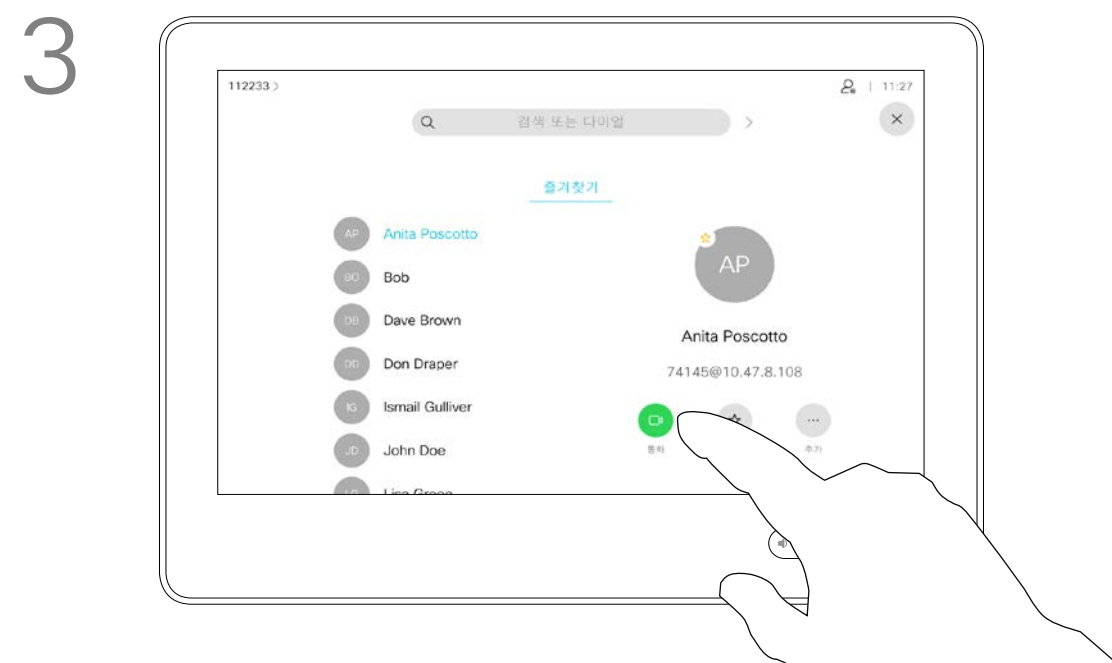 3
112233 >
11:27
검색 또는 다이얼
즐겨찾기
AP Anita Poscotto
BO Bob
DB Dave Brown
DD Don Draper
IG Ismail Gulliver
JD John Doe
AP
Anita Poscotto
74145@10.47.8.108
통화
추가